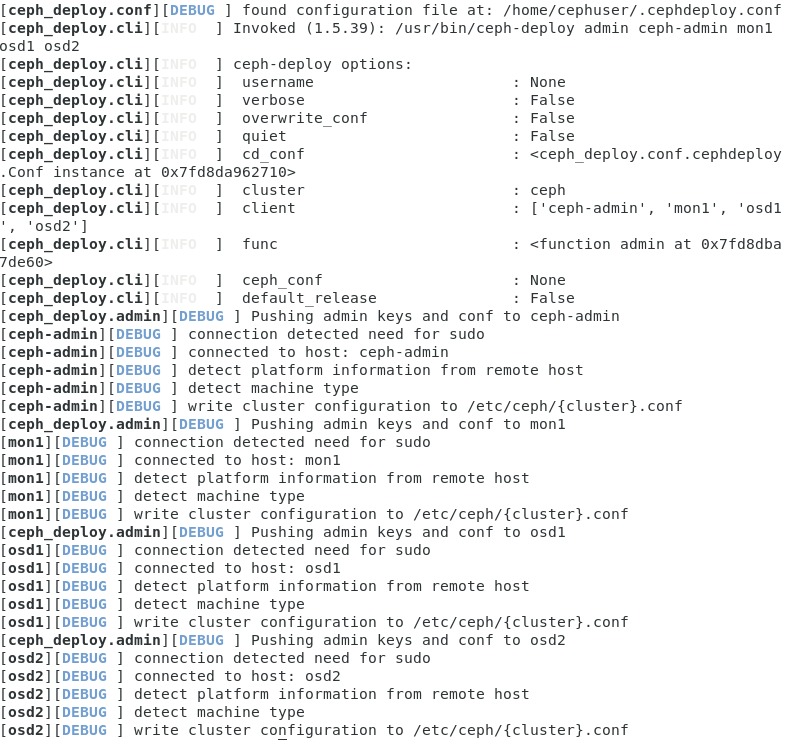 [ceph_deploy.conf][DEBUG ] found configuration file at: /home/cephuser/.cephdeploy.conf
[ceph_deploy.cli][INFO  ] Invoked (1.5.39): /usr/bin/ceph-deploy admin ceph-admin mon1
osd1 osd2
[ceph_deploy.cli][INFO  ] ceph-deploy options:
[ceph_deploy.cli][INFO  ]  username                      : None
[ceph_deploy.cli][INFO  ]  verbose                       : False
[ceph_deploy.cli][INFO  ]  overwrite_conf                : False
[ceph_deploy.cli][INFO  ]  quiet                         : False
[ceph_deploy.cli][INFO  ]  cd_conf                       : <ceph_deploy.conf.cephdeploy
.Conf instance at 0x7fd8da962710>
[ceph_deploy.cli][INFO  ]  cluster                       : ceph
[ceph_deploy.cli][INFO  ]  client                        : ['ceph-admin', 'mon1', 'osd1
', 'osd2']
[ceph_deploy.cli][INFO  ]  func                          : <function admin at 0x7fd8dba
7de60>
[ceph_deploy.cli][INFO  ]  ceph_conf                     : None
[ceph_deploy.cli][INFO  ]  default_release               : False
[ceph_deploy.admin][DEBUG ] Pushing admin keys and conf to ceph-admin
[ceph-admin][DEBUG ] connection detected need for sudo
[ceph-admin][DEBUG ] connected to host: ceph-admin
[ceph-admin][DEBUG ] detect platform information from remote host
[ceph-admin][DEBUG ] detect machine type
[ceph-admin][DEBUG ] write cluster configuration to /etc/ceph/{cluster}.conf
[ceph_deploy.admin][DEBUG ] Pushing admin keys and conf to mon1
[mon1][DEBUG ] connection detected need for sudo
[mon1][DEBUG ] connected to host: mon1
[mon1][DEBUG ] detect platform information from remote host
[mon1][DEBUG ] detect machine type
[mon1][DEBUG ] write cluster configuration to /etc/ceph/{cluster}.conf
[ceph_deploy.admin][DEBUG ] Pushing admin keys and conf to osd1
[osd1][DEBUG ] connection detected need for sudo
[osd1][DEBUG ] connected to host: osd1
[osd1][DEBUG ] detect platform information from remote host
[osd1][DEBUG ] detect machine type
[osd1][DEBUG ] write cluster configuration to /etc/ceph/{cluster}.conf
[ceph_deploy.admin][DEBUG ] Pushing admin keys and conf to osd2
[osd2][DEBUG ] connection detected need for sudo
[osd2][DEBUG ] connected to host: osd2
[osd2][DEBUG ] detect platform information from remote host
[osd2][DEBUG ] detect machine type
[osd2][DEBUG ] write cluster configuration to /etc/ceph/{cluster}.conf